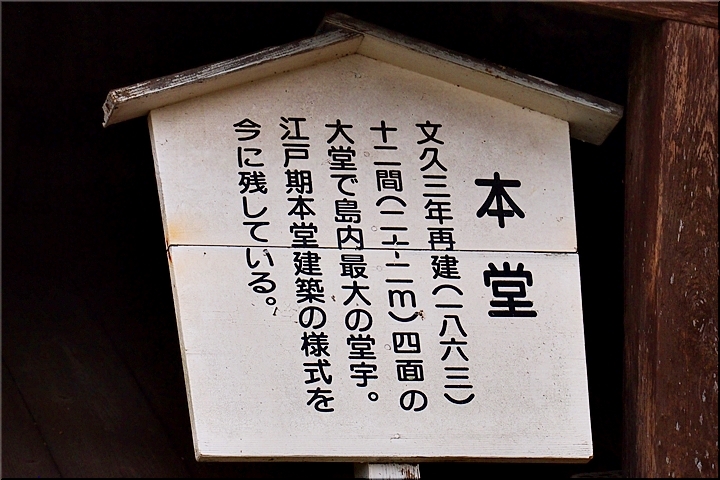 本堂
文久三年再建(一八六三)
十二間(二十二m)四面の
大堂で島内最大の堂宇。
江戸期本堂建築の様式を
今に残している。